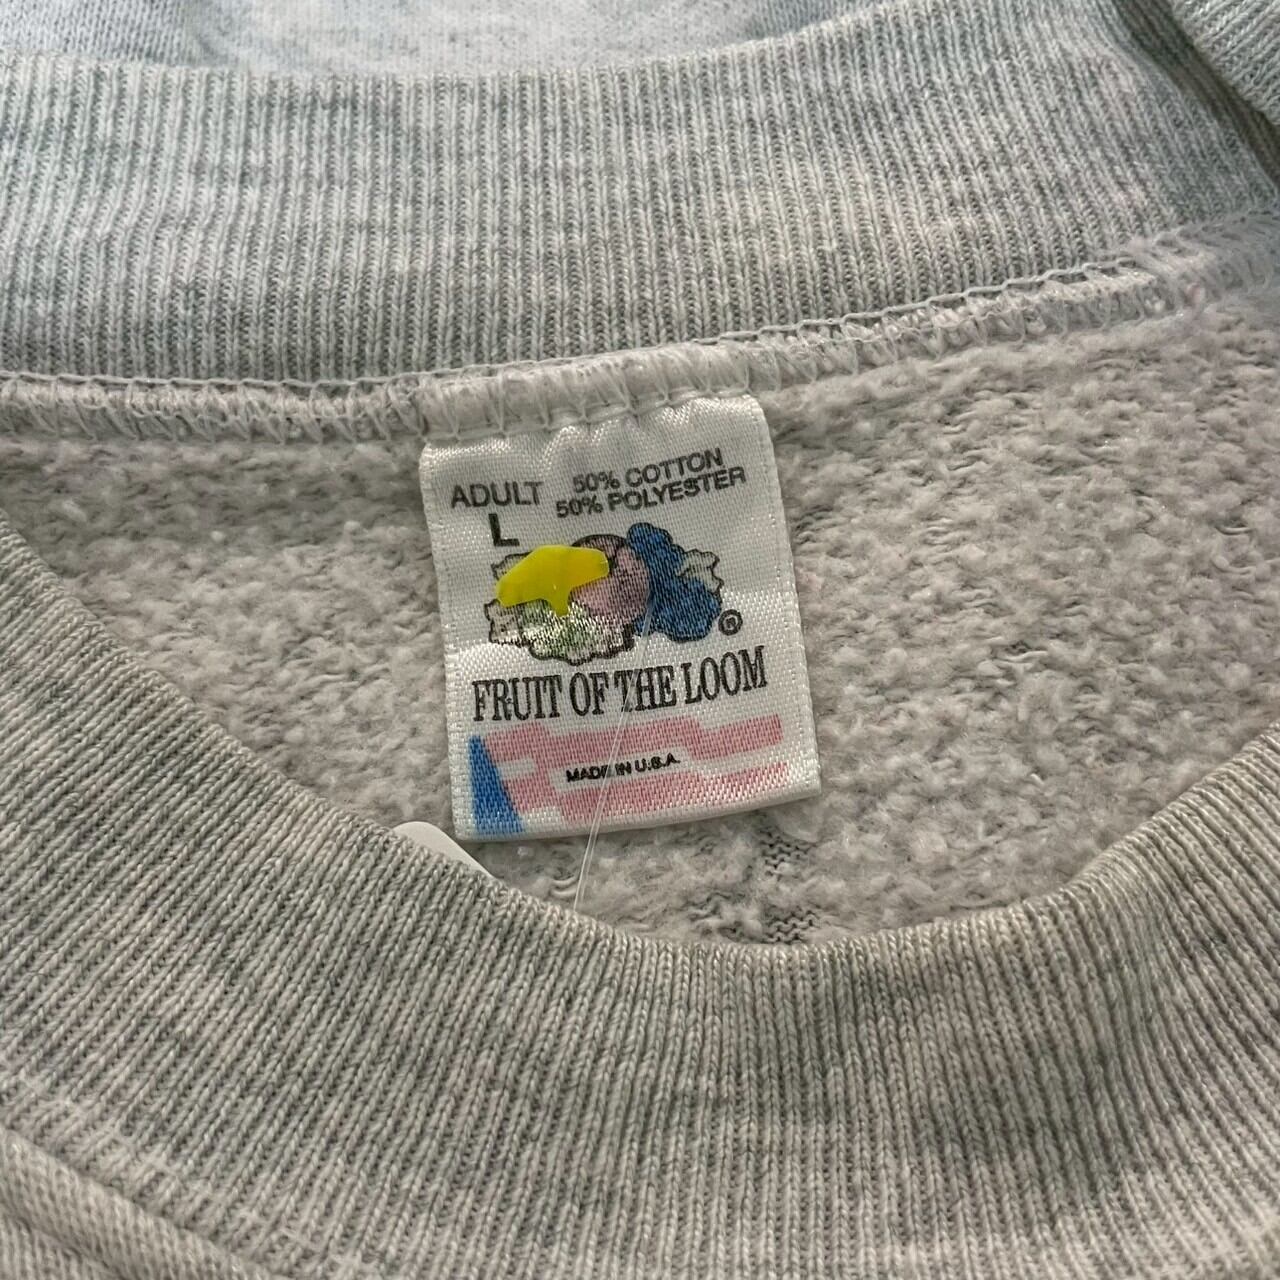 ADULT
L
50% COTTON
50% POLYESTER
®
FRUIT OF THE LOOM
MADE IN U.S.A.